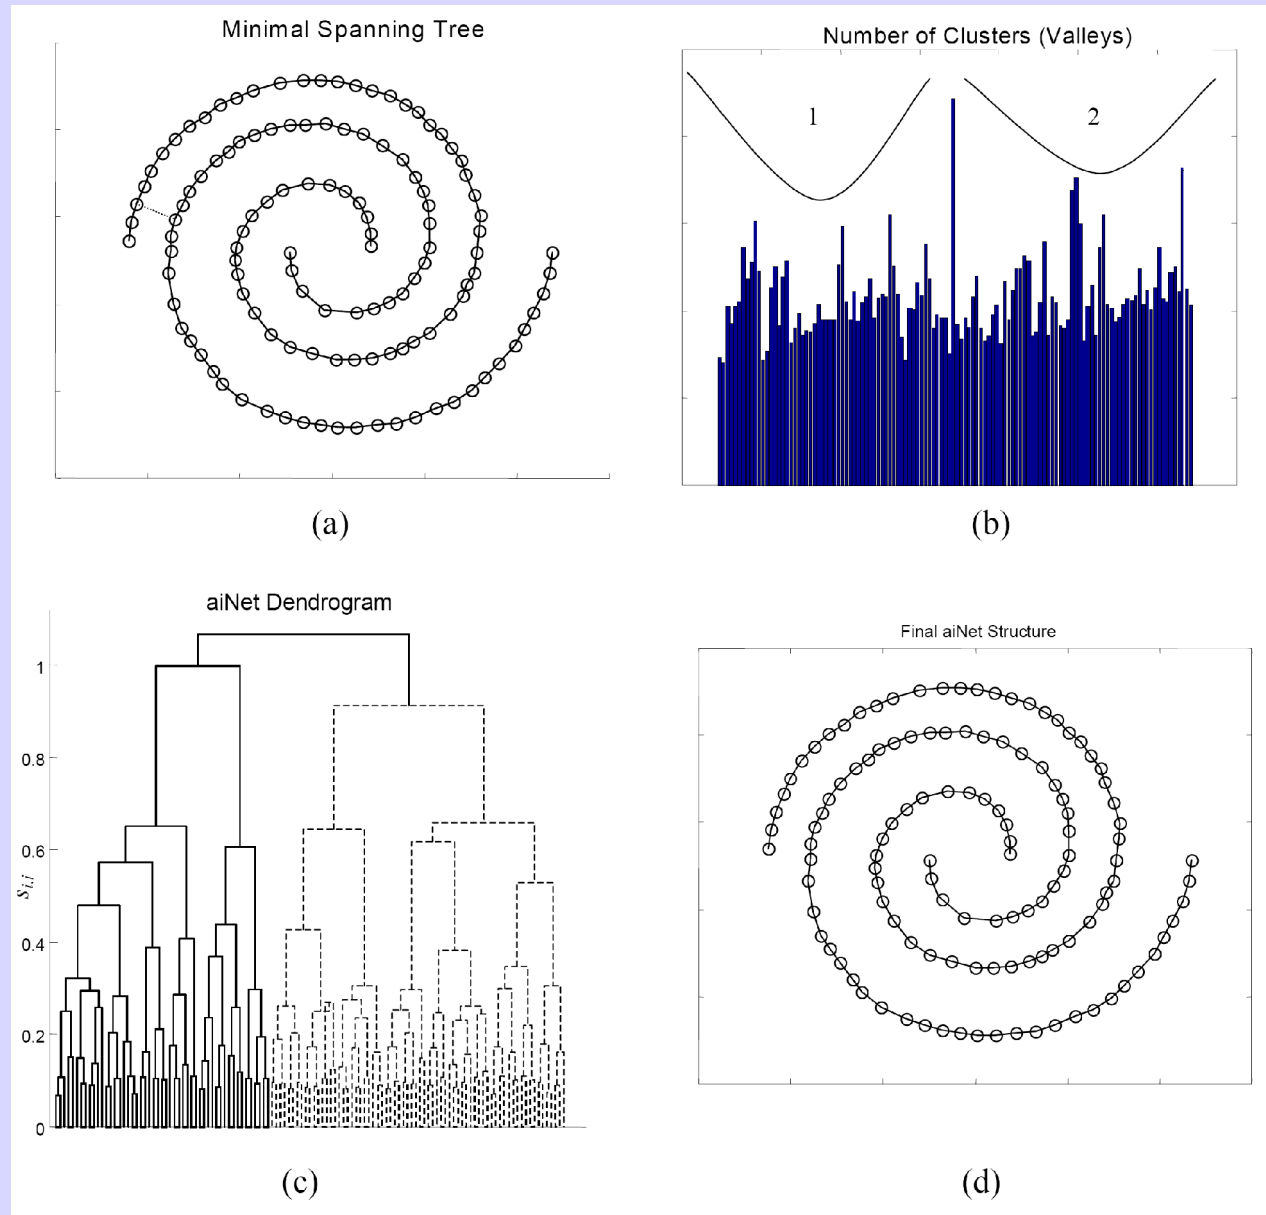 Minimal Spanning Tree
Number of Clusters (Valleys)
1
2
(a)
(b)
aiNet Dendrogram
1
0.8
0.6
0.4
0.2
0
s_{i,i}
(c)
Final aiNet Structure
(d)